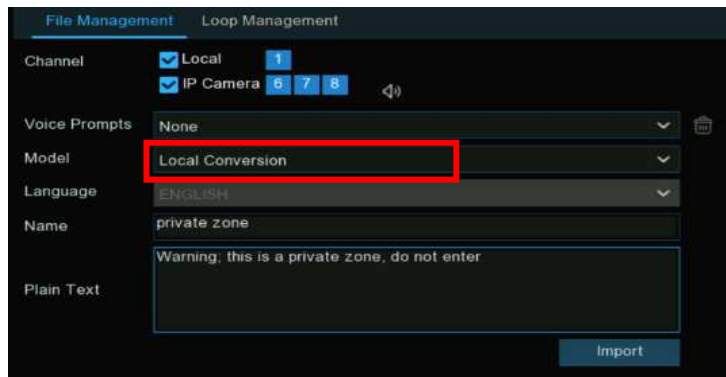 File Management Loop Management
Channel Local 1
IP Camera 6 7 8
Voice Prompts None
Model Local Conversion
Language ENGLISH
Name private zone
Warning; this is a private zone, do not enter
Plain Text
Import